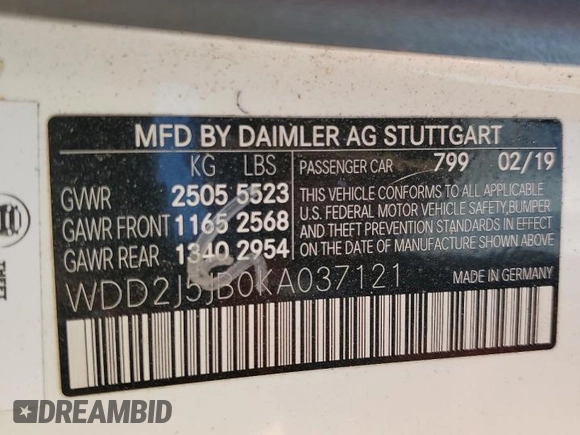 MFD BY DAIMLER AG STUTTGART
KG LBS PASSENGER CAR 799 02/19
GVWR 2505 5523
GAWR FRONT 1165 2568
GAWR REAR 1340 2954
THIS VEHICLE CONFORMS TO ALL APPLICABLE
U.S. FEDERAL MOTOR VEHICLE SAFETY,BUMPER
AND THEFT PREVENTION STANDARDS IN EFFECT
ON THE DATE OF MANUFACTURE SHOWN ABOVE.
WDD2J5JB0KA037121
MADE IN GERMANY
THEFT
DREAMBID